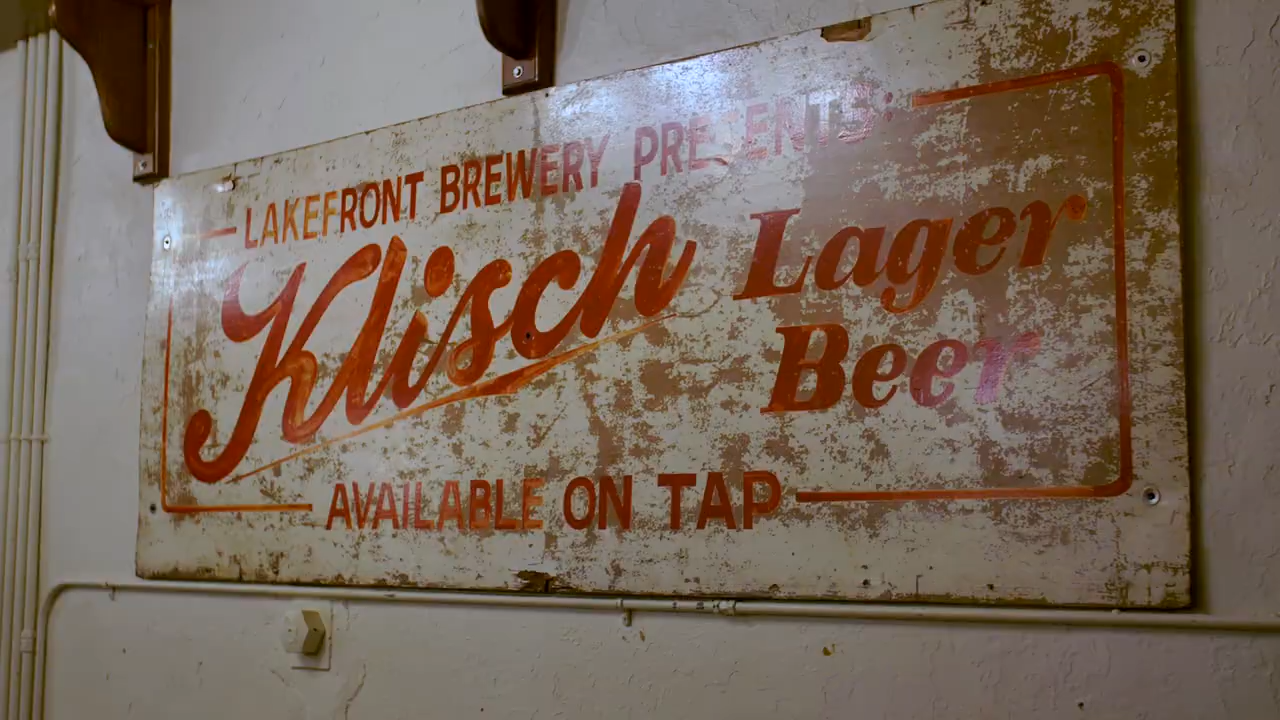 LAKEFRONT BREWERY PRESENTS:
Klisch
Lager
Beer
AVAILABLE ON TAP